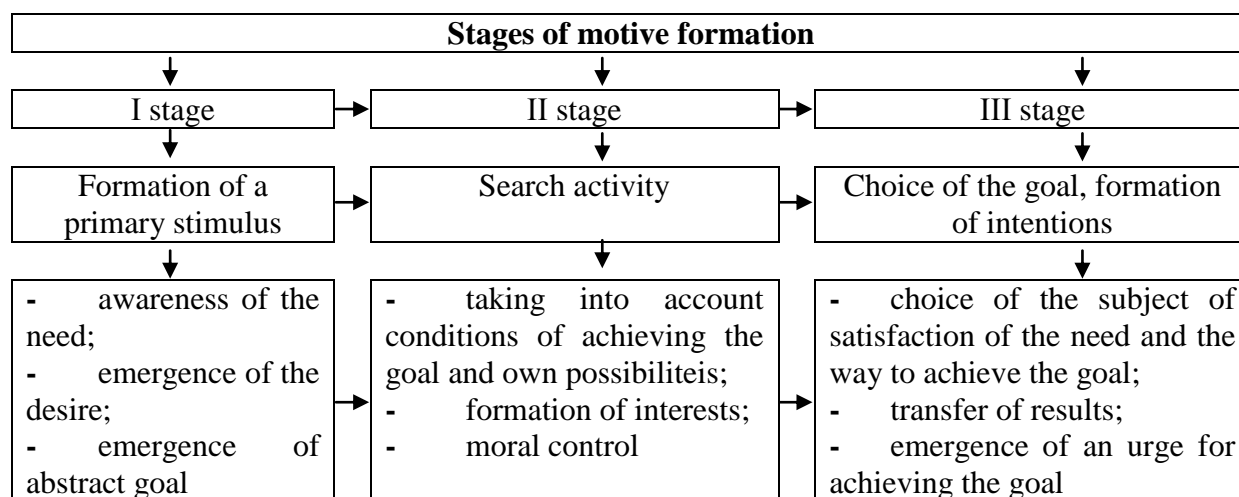 Stages of motive formation
I stage
II stage
III stage
Formation of a
primary stimulus
Search activity
Choice of the goal, formation
of intentions
- awareness of the
need;
- emergence of the
desire;
- emergence of
abstract goal
- taking into account
conditions of achieving the
goal and own possibiliteis;
- formation of interests;
- moral control
- choice of the subject of
satisfaction of the need and the
way to achieve the goal;
- transfer of results;
- emergence of an urge for
achieving the goal